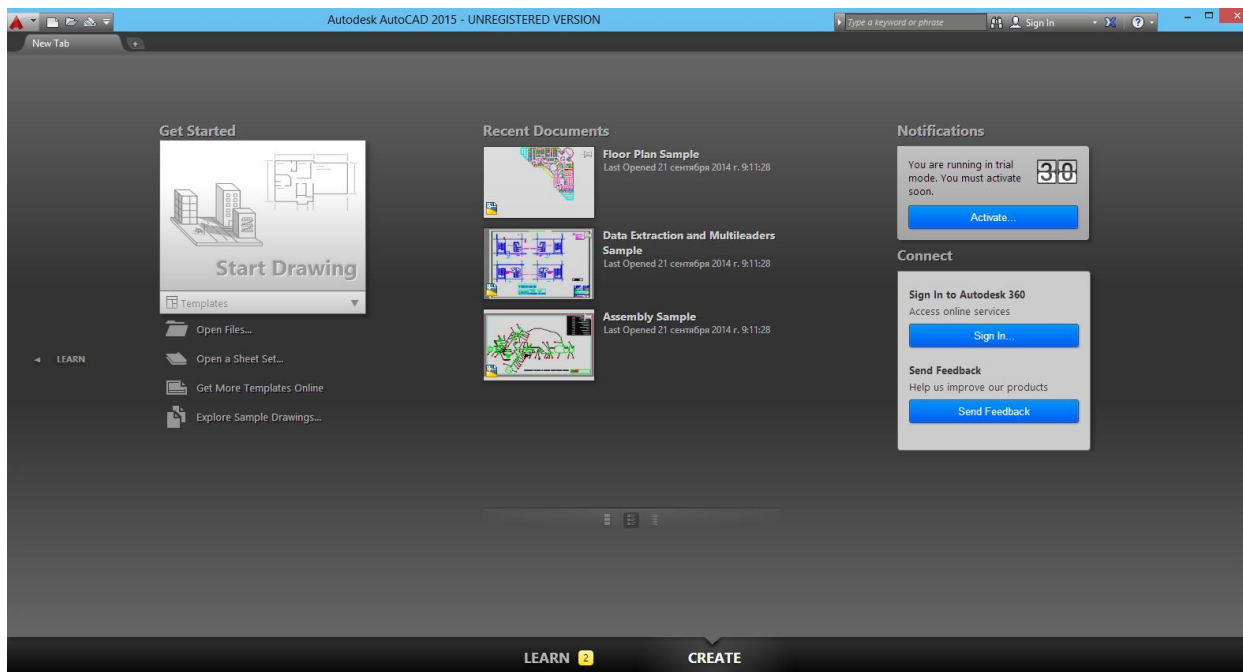 Autodesk AutoCAD 2015 - UNREGISTERED VERSION
Type a keyword or phrase
Sign In
New Tab
Get Started
Start Drawing
Templates
Open Files...
Open a Sheet Set...
Get More Templates Online
Explore Sample Drawings...
LEARN
Recent Documents
Floor Plan Sample
Last Opened 21 сентября 2014 г. 9:11:28
Data Extraction and Multileaders
Sample
Last Opened 21 сентября 2014 г. 9:11:28
Assembly Sample
Last Opened 21 сентября 2014 г. 9:11:28
Notifications
You are running in trial
mode. You must activate
soon.
30
Activate...
Connect
Sign In to Autodesk 360
Access online services
Sign In...
Send Feedback
Help us improve our products
Send Feedback
LEARN 2
CREATE